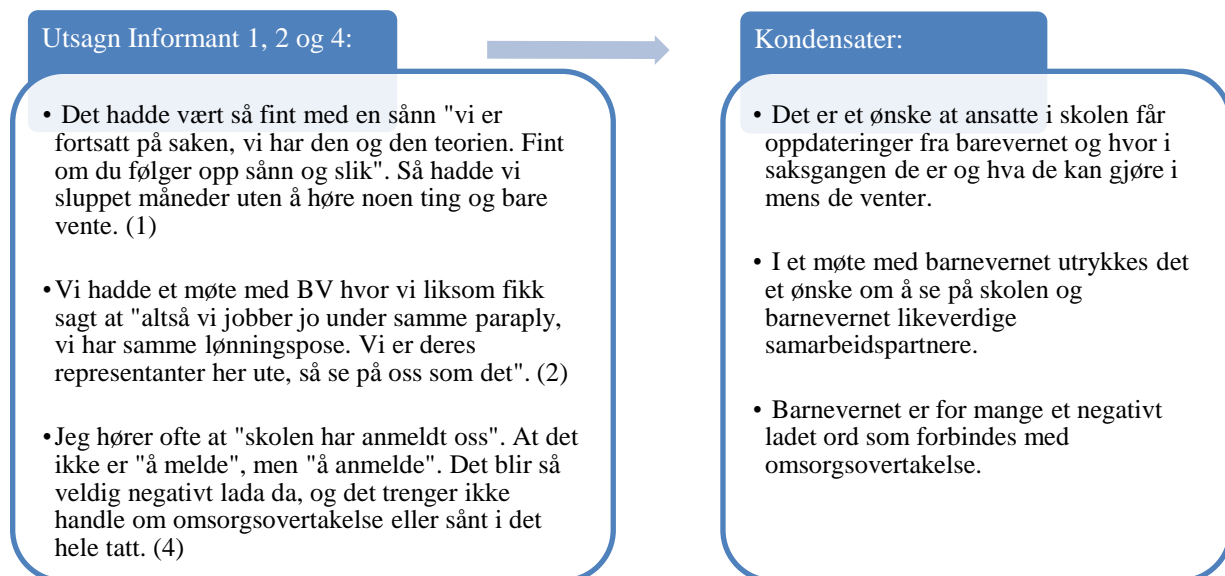 Utsagn Informant 1, 2 og 4:
• Det hadde vært så fint med en sånn "vi er
fortsatt på saken, vi har den og den teorien. Fint
om du følger opp sånn og slik". Så hadde vi
sluppet måneder uten å høre noen ting og bare
vente. (1)
• Vi hadde et møte med BV hvor vi liksom fikk
sagt at "altså vi jobber jo under samme paraply,
vi har samme lønningspose. Vi er deres
representanter her ute, så se på oss som det". (2)
• Jeg hører ofte at "skolen har anmeldt oss". At det
ikke er "å melde", men "å anmelde". Det blir så
veldig negativt lada da, og det trenger ikke
handle om omsorgsovertakelse eller sånt i det
hele tatt. (4)
Kondensater:
• Det er et ønske at ansatte i skolen får
oppdateringer fra barevernet og hvor i
saksgangen de er og hva de kan gjøre i
mens de venter.
• I et møte med barnevernet utrykkes det
et ønske om å se på skolen og
barnevernet likeverdige
samarbeidspartnere.
• Barnevernet er for mange et negativt
ladet ord som forbindes med
omsorgsovertakelse.